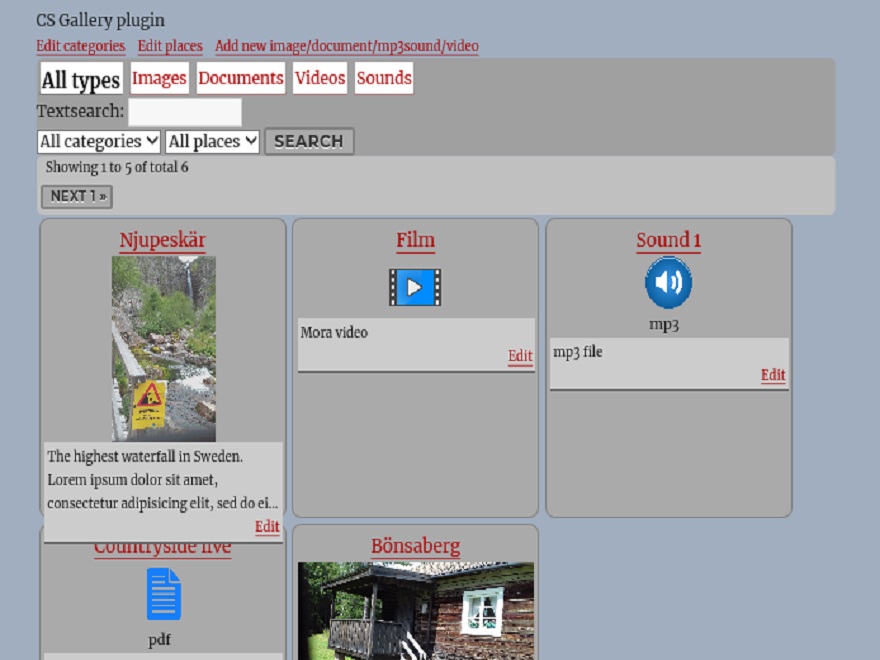 CS Gallery plugin
Edit categories Edit places Add new image/document/mp3sound/video
All types Images Documents Videos Sounds
Textsearch:
All categories All places SEARCH
Showing 1 to 5 of total 6
NEXT 1 »
Njupeskär
Film
Sound 1
mp3
Mora video
Edit
mp3 file
Edit
The highest waterfall in Sweden.
Lorem ipsum dolor sit amet,
consectetur adipisicing elit, sed do ei...
Edit
Countryside live
Bönsaberg
pdf